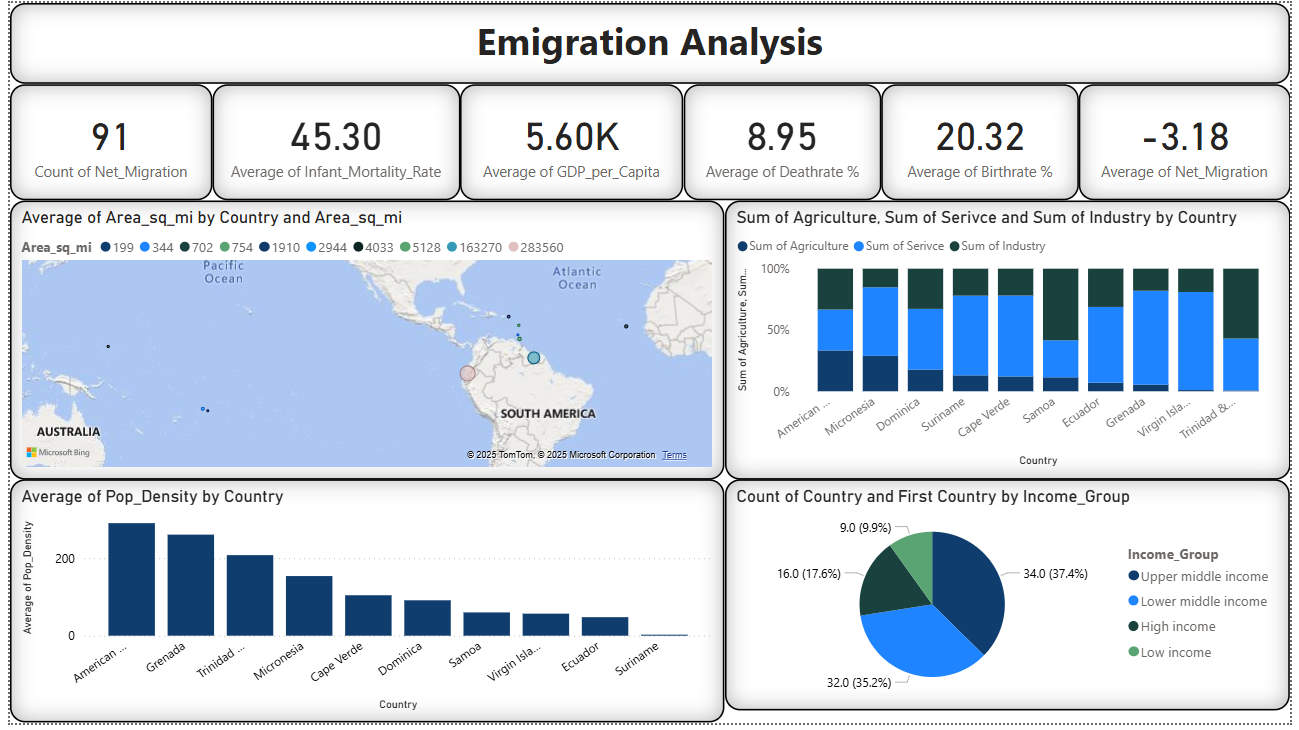 Emigration Analysis
91
Count of Net_Migration
45.30
Average of Infant_Mortality_Rate
5.60K
Average of GDP_per_Capita
8.95
Average of Deathrate %
20.32
Average of Birthrate %
-3.18
Average of Net_Migration
Average of Area_sq_mi by Country and Area_sq_mi
Area_sq_mi 199 344 702 754 1910 2944 4033 5128 163270 283560
Pacific
Ocean
Atlantic
Ocean
SOUTH AMERICA
AUSTRALIA
Microsoft Bing
© 2025 TomTom, © 2025 Microsoft Corporation Terms
Sum of Agriculture, Sum of Serivce and Sum of Industry by Country
Sum of Agriculture Sum of Serivce Sum of Industry
Sum of Agriculture, Sum...
100%
50%
0%
American ...
Micronesia
Dominica
Suriname
Cape Verde
Samoa
Ecuador
Grenada
Virgin Isla...
Trinidad &...
Country
Average of Pop_Density by Country
Average of Pop_Density
200
0
American ...
Grenada
Trinidad ...
Micronesia
Cape Verde
Dominica
Samoa
Virgin Isla...
Ecuador
Suriname
Country
Count of Country and First Country by Income_Group
9.0 (9.9%)
16.0 (17.6%)
34.0 (37.4%)
32.0 (35.2%)
Income_Group
Upper middle income
Lower middle income
High income
Low income